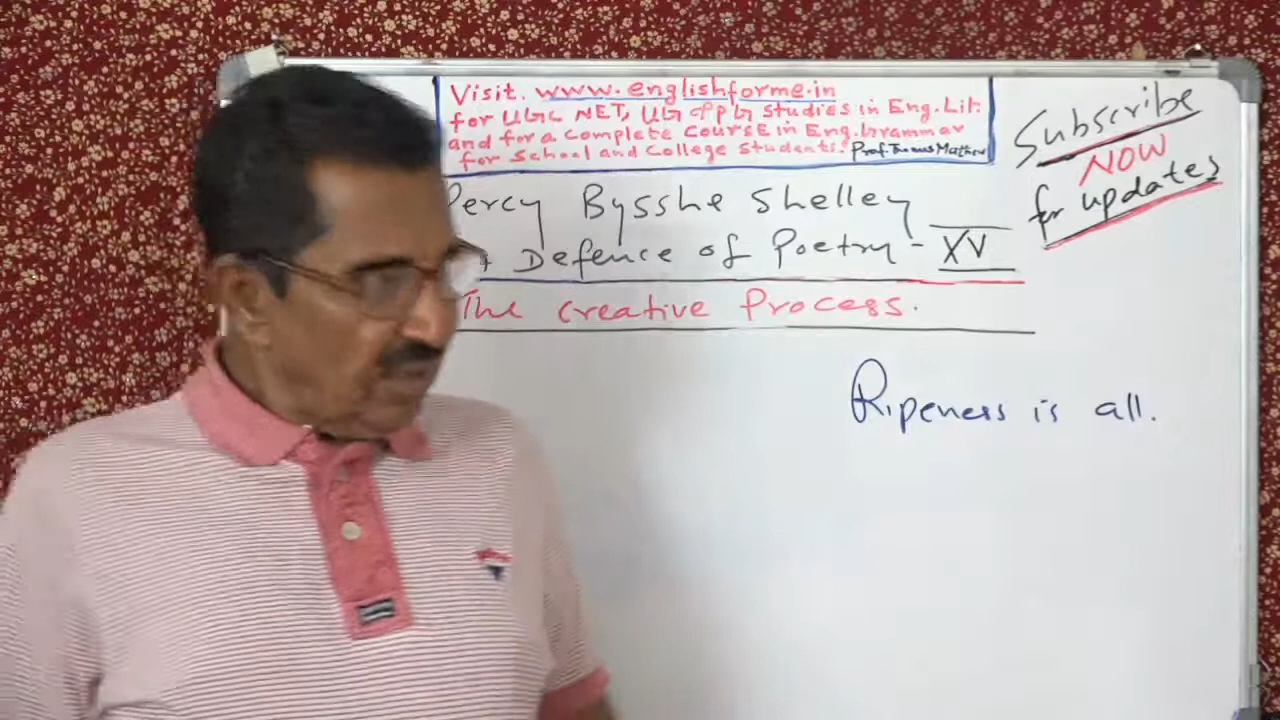 Visit. www.englishforme.in
for UGC NET, UG & PG Studies in Eng. Lit.
and for a Complete Course in Eng. Grammar
for School and College Students. Prof. Thomas Mathew
Subscribe
NOW
for updates
Percy Bysshe Shelley
Defence of Poetry - XV
The Creative Process.
Ripeness is all.